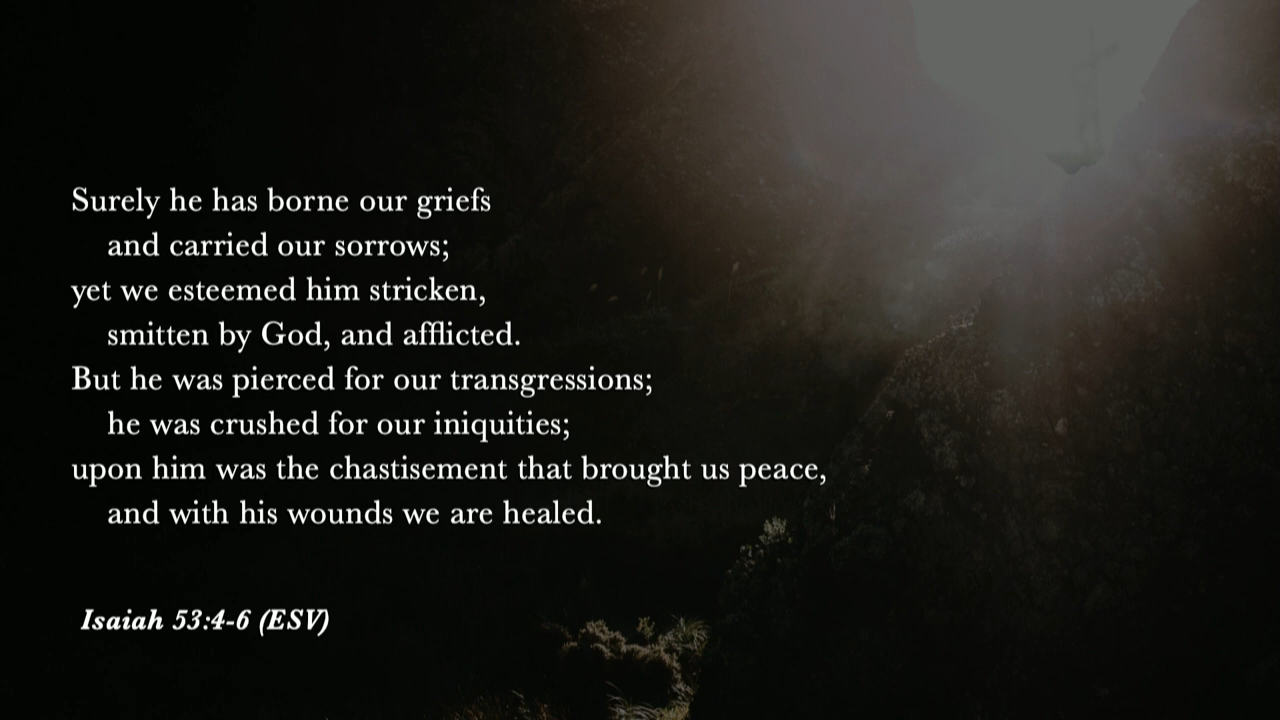 Surely he has borne our griefs
and carried our sorrows;
yet we esteemed him stricken,
smitten by God, and afflicted.
But he was pierced for our transgressions;
he was crushed for our iniquities;
upon him was the chastisement that brought us peace,
and with his wounds we are healed.
Isaiah 53:4-6 (ESV)